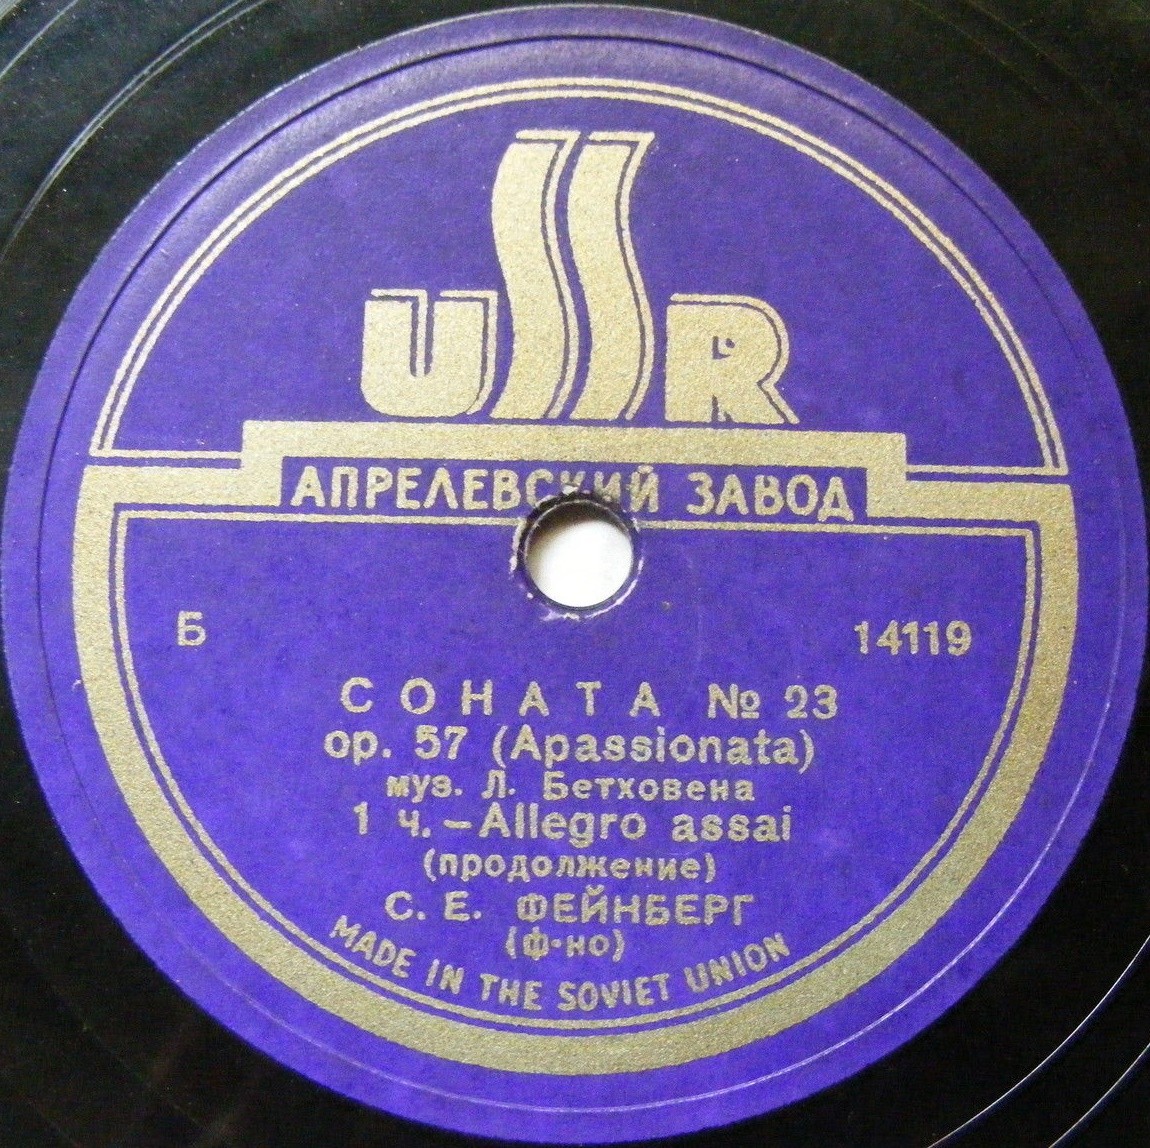 USSR
АПРЕЛЕВСКИЙ ЗАВОД
Б 14119
СОНАТА № 23
op. 57 (Apassionata)
муз. Л. Бетховена
1 ч. – Allegro assai
(продолжение)
С. Е. ФЕЙНБЕРГ
(ф-но)
MADE IN THE SOVIET UNION